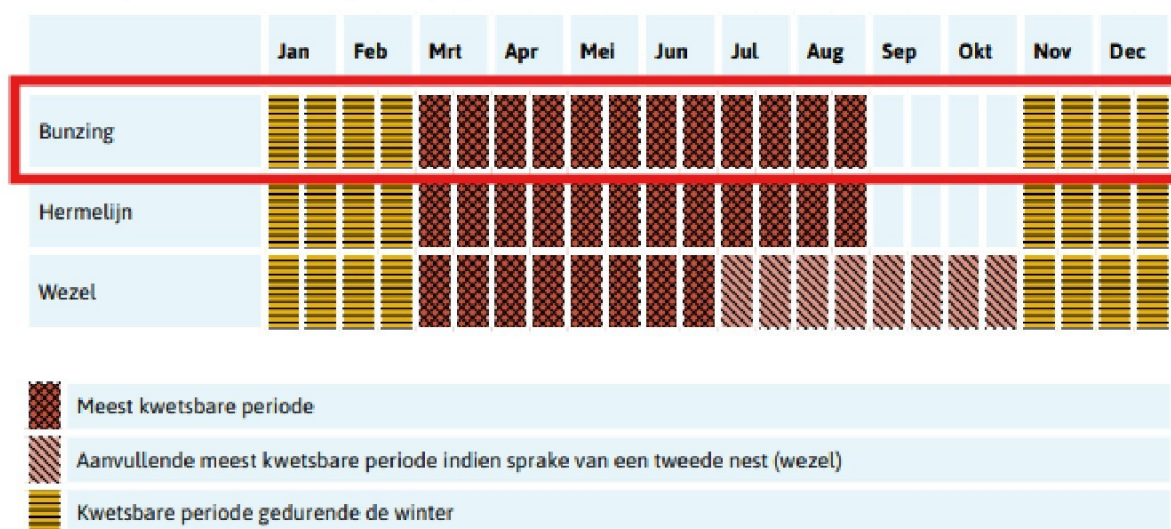 Jan Feb Mrt Apr Mei Jun Jul Aug Sep Okt Nov Dec
Bunzing
Hermelijn
Wezel
Meest kwetsbare periode
Aanvullende meest kwetsbare periode indien sprake van een tweede nest (wezel)
Kwetsbare periode gedurende de winter